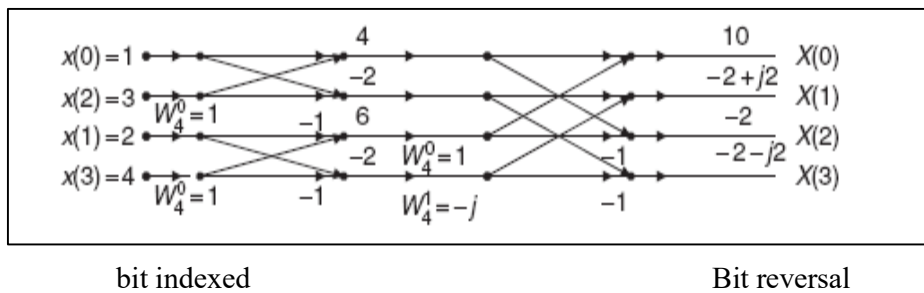 4 10
x(0) = 1 X(0)
−2 −2 + j2
x(2) = 3 X(1)
W₄⁰ = 1 −1 6 −2
x(1) = 2 X(2)
−2 W₄⁰ = 1 −1 −2 − j2
x(3) = 4 X(3)
W₄⁰ = 1 −1 W₄¹ = −j −1
bit indexed Bit reversal